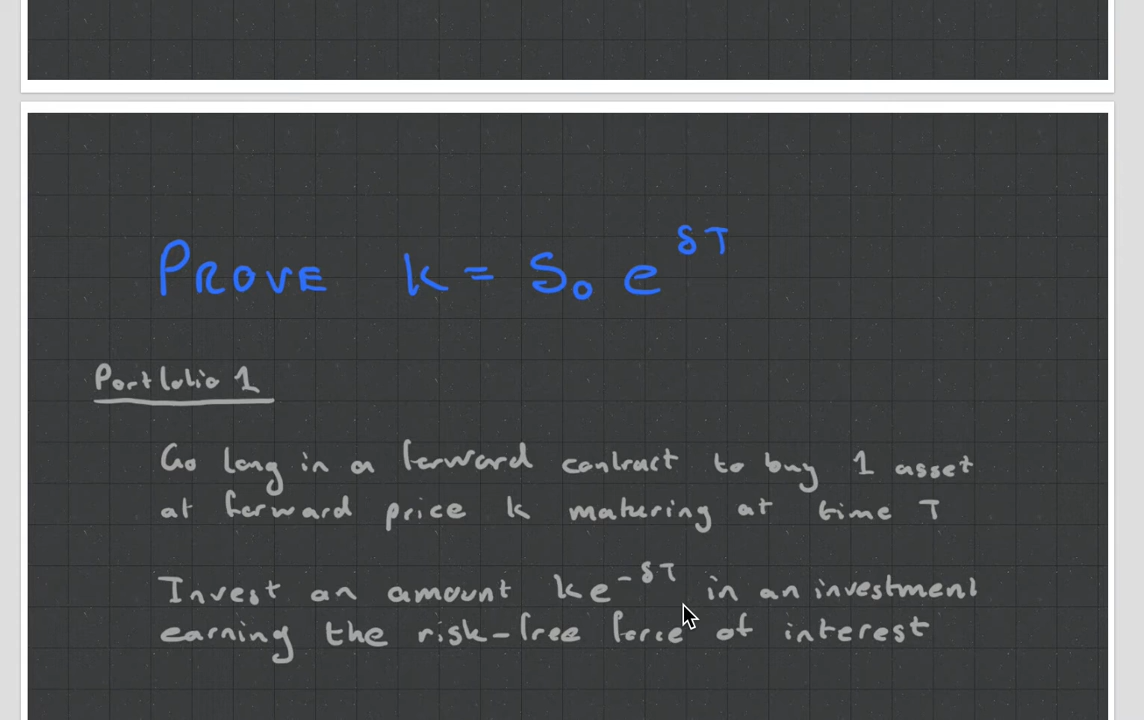 PROVE k = S₀ e^δT
Portfolio 1
Go long in a forward contract to buy 1 asset
at forward price k maturing at time T
Invest an amount ke^-δT in an investment
earning the risk-free force of interest